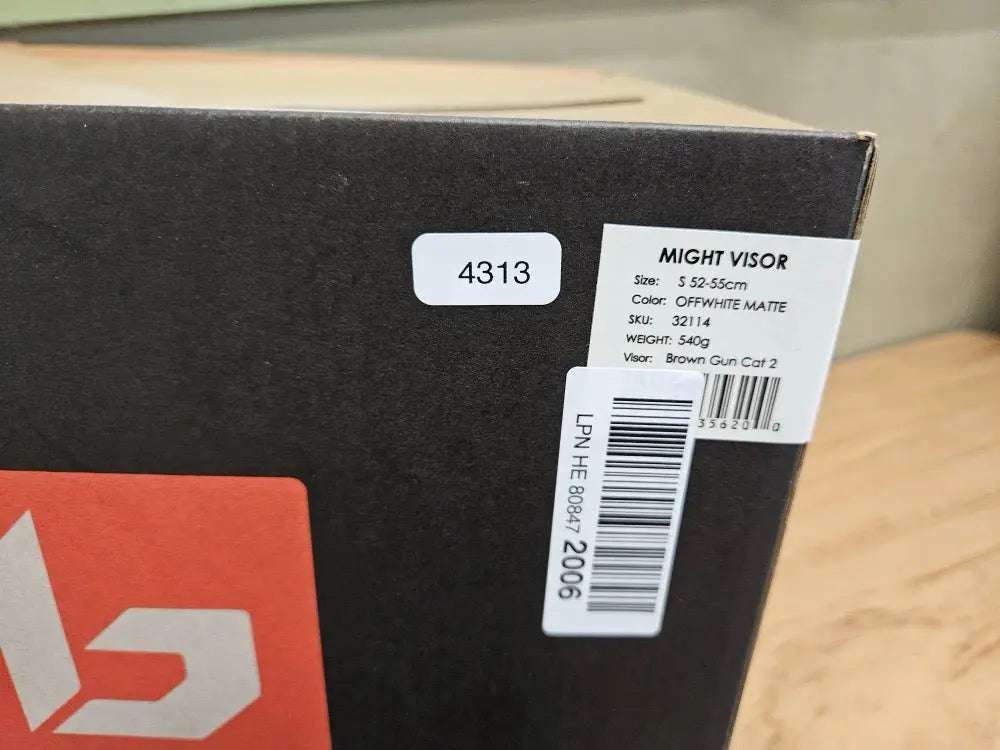 4313
MIGHT VISOR
Size: S 52-55cm
Color: OFFWHITE MATTE
SKU: 32114
WEIGHT: 540g
Visor: Brown Gun Cat 2
35620 0
LPN HE 80847 2006